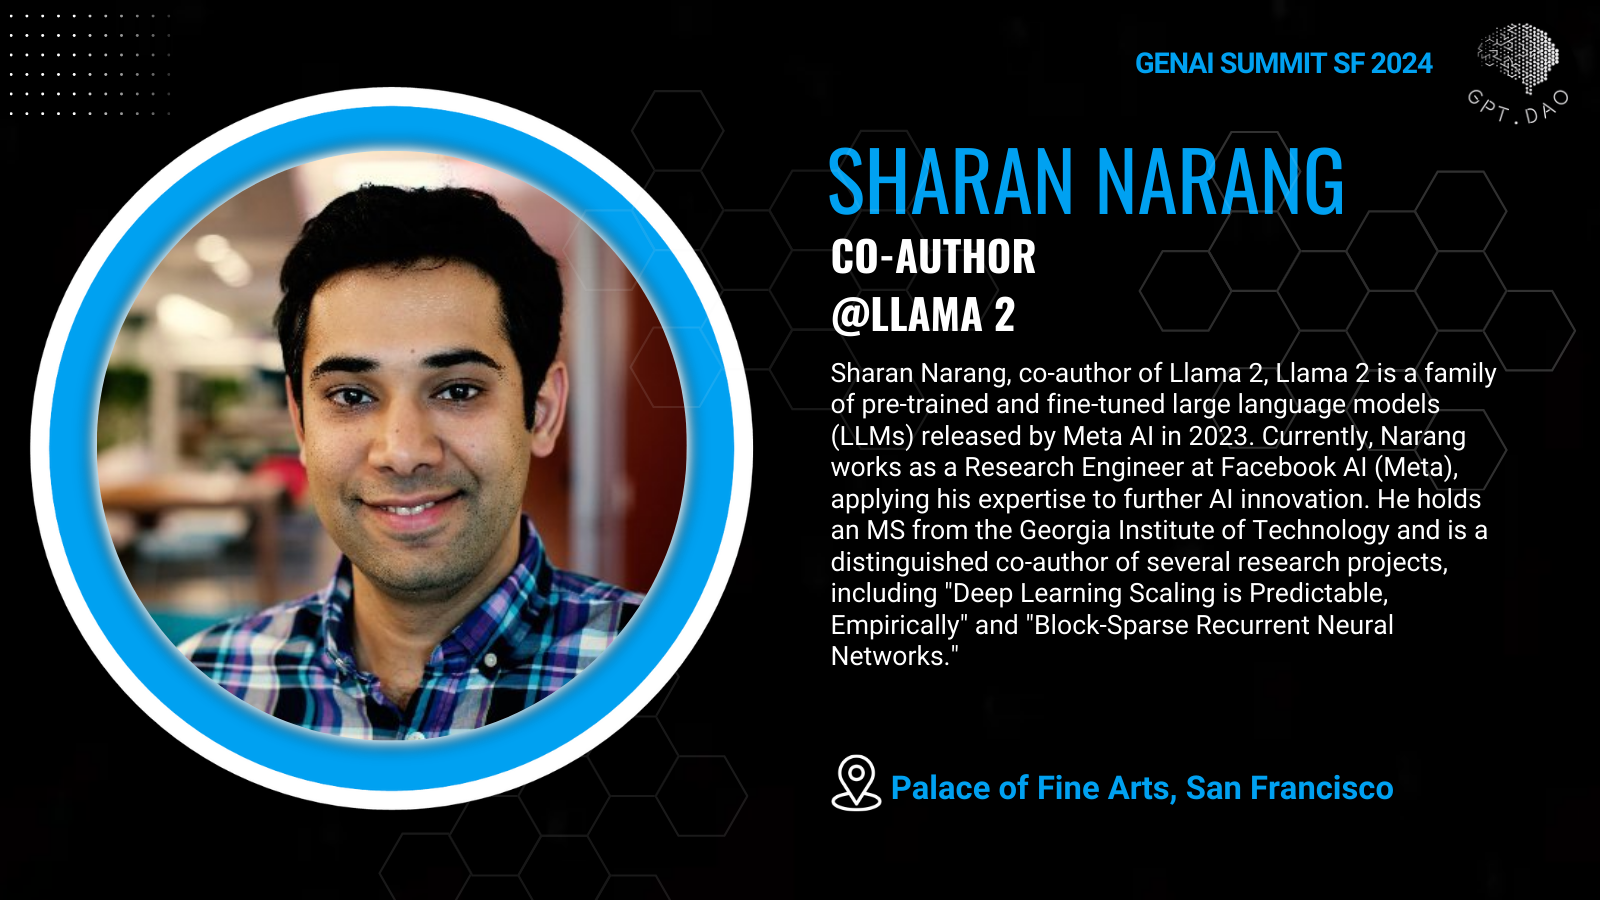 GENAI SUMMIT SF 2024
GPT.DAO
SHARAN NARANG
CO-AUTHOR
@LLAMA 2
Sharan Narang, co-author of Llama 2, Llama 2 is a family
of pre-trained and fine-tuned large language models
(LLMs) released by Meta AI in 2023. Currently, Narang
works as a Research Engineer at Facebook AI (Meta),
applying his expertise to further AI innovation. He holds
an MS from the Georgia Institute of Technology and is a
distinguished co-author of several research projects,
including "Deep Learning Scaling is Predictable,
Empirically" and "Block-Sparse Recurrent Neural
Networks."
Palace of Fine Arts, San Francisco